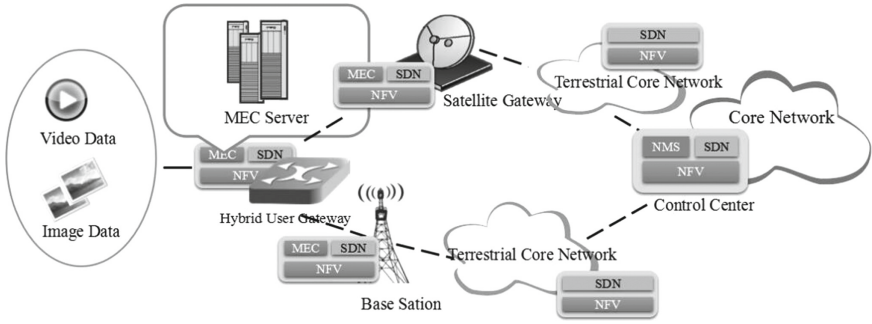 SDN
NFV
MEC SDN
NFV
Terrestrial Core Network
Satellite Gateway
MEC Server
Core Network
Video Data
NMS SDN
NFV
MEC SDN
NFV
Control Center
Hybrid User Gateway
Image Data
MEC SDN
NFV
Terrestrial Core Network
SDN
NFV
Base Sation